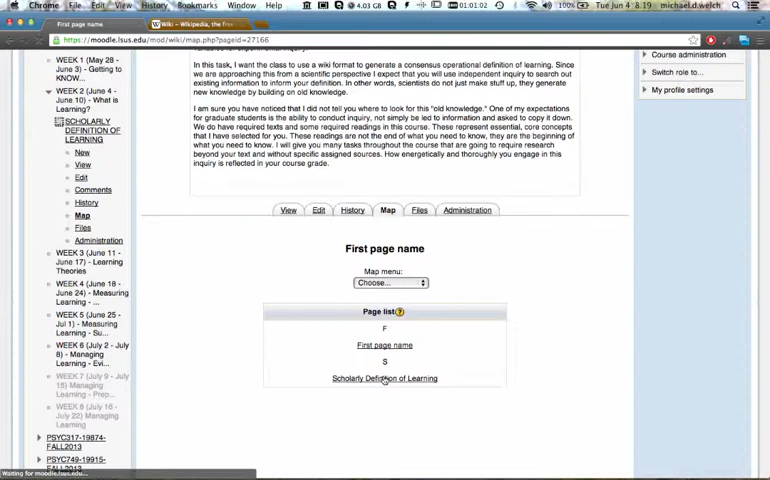 Chrome File Edit View History Bookmarks Window Help
4.03 GB
01:01:02
100%
Tue Jun 4 8:19 michael.d.welch
First page name
Wiki – Wikipedia, the free
https://moodle.lsus.edu/mod/wiki/map.php?pageid=27166
WEEK 1 (May 28 -
June 3) - Getting to
KNOW...
WEEK 2 (June 4 -
June 10) - What is
Learning?
SCHOLARLY
DEFINITION OF
LEARNING
New
View
Edit
Comments
History
Map
Files
Administration
WEEK 3 (June 11 -
June 17) - Learning
Theories
WEEK 4 (June 18 -
June 24) - Measuring
Learning - ...
WEEK 5 (June 25 -
Jul 1) - Measuring
Learning - Su...
WEEK 6 (July 2 - July
8) - Managing
Learning - Evi...
WEEK 7 (July 9 - July
15) Managing
Learning - Prep...
WEEK 8 (July 16 -
July 22) Managing
Learning
PSYC317-19874-
FALL2013
PSYC749-19915-
FALL2013
In this task, I want the class to use a wiki format to generate a consensus operational definition of learning. Since
we are approaching this from a scientific perspective I expect that you will use independent inquiry to search out
existing information to inform your definition. In other words, scientists do not just make stuff up, they generate
new knowledge by building on old knowledge.
I am sure you have noticed that I did not tell you where to look for this "old knowledge." One of my expectations
for graduate students is the ability to conduct inquiry, not simply be led to information and asked to copy it down.
We do have required texts and some required readings in this course. These represent essential, core concepts
that I have selected for you. These readings are not the end of what you need to know, they are the beginning of
what you need to know. I will give you many tasks throughout the course that are going to require research
beyond your text and without specific assigned sources. How energetically and thoroughly you engage in this
inquiry is reflected in your course grade.
View Edit History Map Files Administration
First page name
Map menu:
Choose...
Page list
F
First page name
S
Scholarly Definition of Learning
Course administration
Switch role to...
My profile settings
Waiting for moodle.lsus.edu...